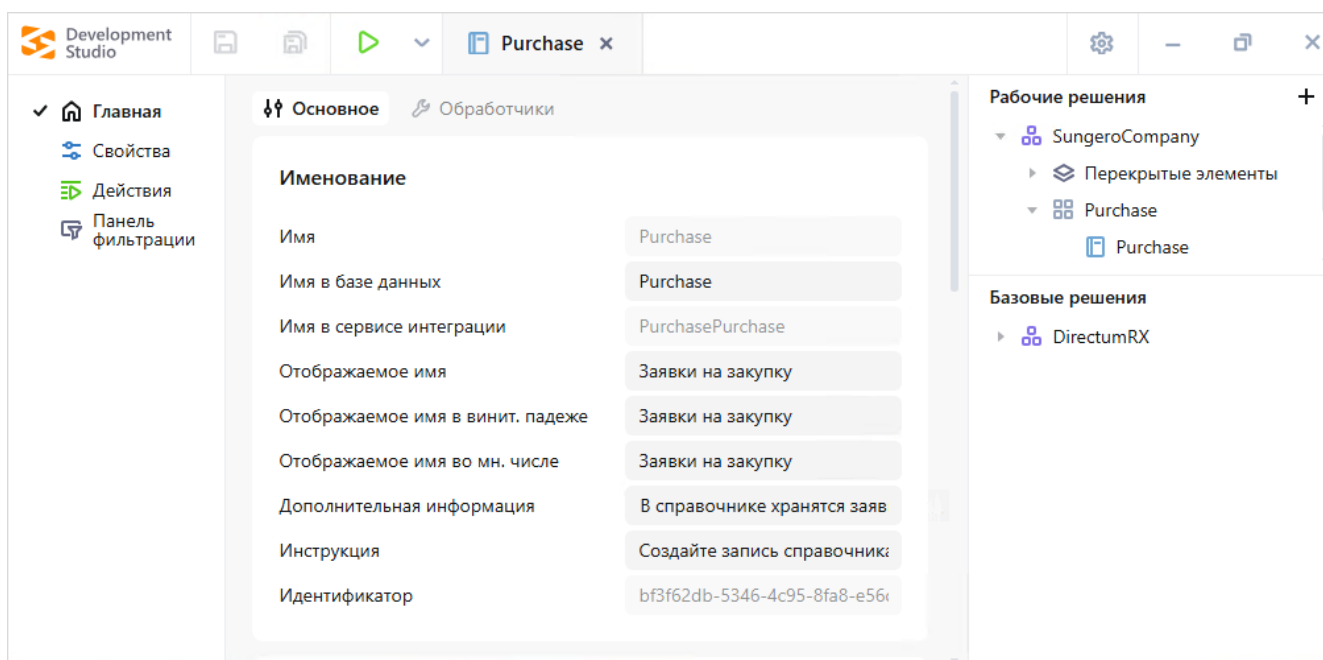 Development
Studio
Purchase
Главная
Свойства
Действия
Панель
фильтрации
Основное
Обработчики
Именование
Имя
Purchase
Имя в базе данных
Purchase
Имя в сервисе интеграции
PurchasePurchase
Отображаемое имя
Заявки на закупку
Отображаемое имя в винит. падеже
Заявки на закупку
Отображаемое имя во мн. числе
Заявки на закупку
Дополнительная информация
В справочнике хранятся заяв
Инструкция
Создайте запись справочника
Идентификатор
bf3f62db-5346-4c95-8fa8-e56
Рабочие решения
SungeroCompany
Перекрытые элементы
Purchase
Purchase
Базовые решения
DirectumRX